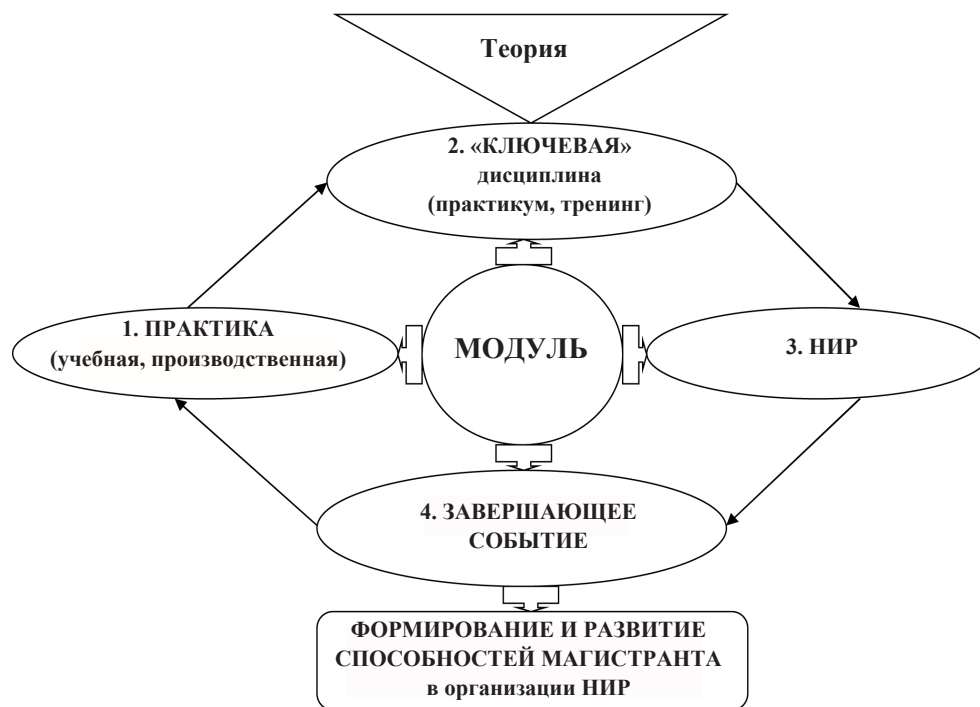 Теория
2. «КЛЮЧЕВАЯ»
дисциплина
(практикум, тренинг)
1. ПРАКТИКА
(учебная, производственная)
МОДУЛЬ
3. НИР
4. ЗАВЕРШАЮЩЕЕ
СОБЫТИЕ
ФОРМИРОВАНИЕ И РАЗВИТИЕ
СПОСОБНОСТЕЙ МАГИСТРАНТА
в организации НИР